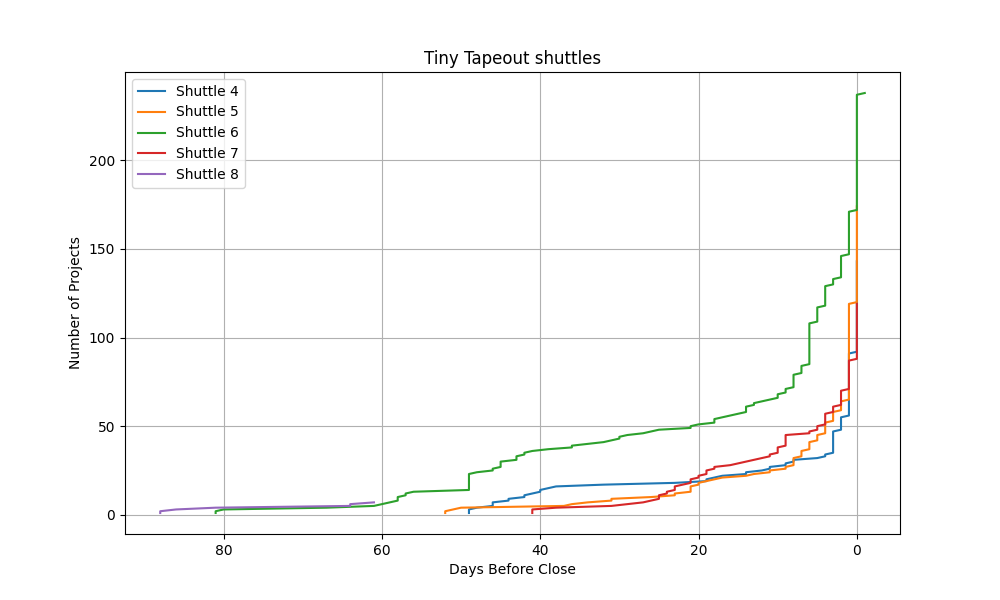 Tiny Tapeout shuttles
Shuttle 4
Shuttle 5
Shuttle 6
Shuttle 7
Shuttle 8
Number of Projects
200
150
100
50
0
80 60 40 20 0
Days Before Close